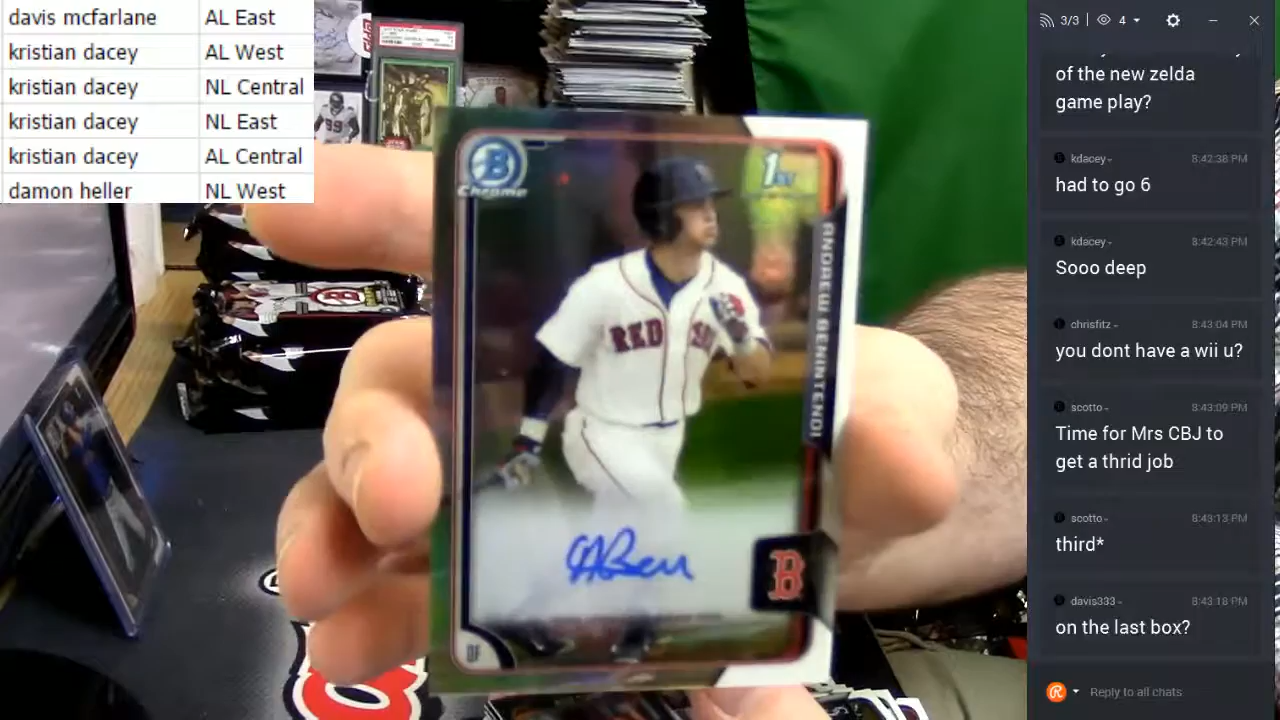 davis mcfarlane AL East
kristian dacey AL West
kristian dacey NL Central
kristian dacey NL East
kristian dacey AL Central
damon heller NL West
B
Chrome
1st
ANDREW BENINTENDI
RED
B
OF
3/3 4
of the new zelda
game play?
kdacey 8:42:38 PM
had to go 6
kdacey 8:42:43 PM
Sooo deep
chrisfitz 8:43:04 PM
you dont have a wii u?
scotto 8:43:09 PM
Time for Mrs CBJ to
get a thrid job
scotto 8:43:13 PM
third*
davis333 8:43:18 PM
on the last box?
Reply to all chats